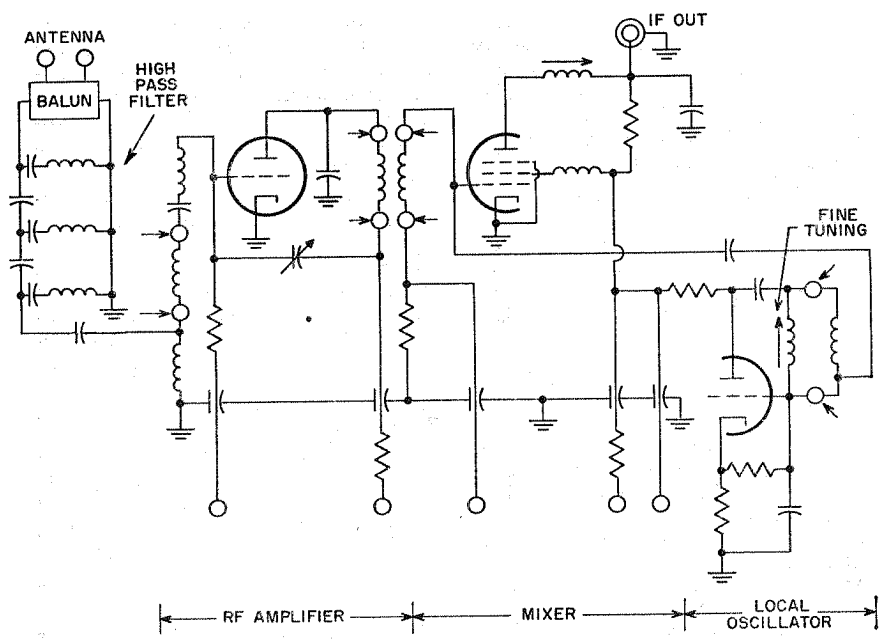 ANTENNA
BALUN
HIGH
PASS
FILTER
IF OUT
FINE
TUNING
RF AMPLIFIER
MIXER
LOCAL
OSCILLATOR